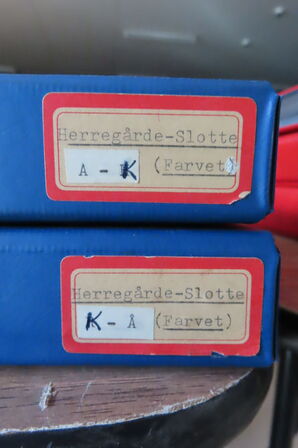 Herregårde-Slotte
A - K (Farvet)
Herregårde-Slotte
K - Å (Farvet)